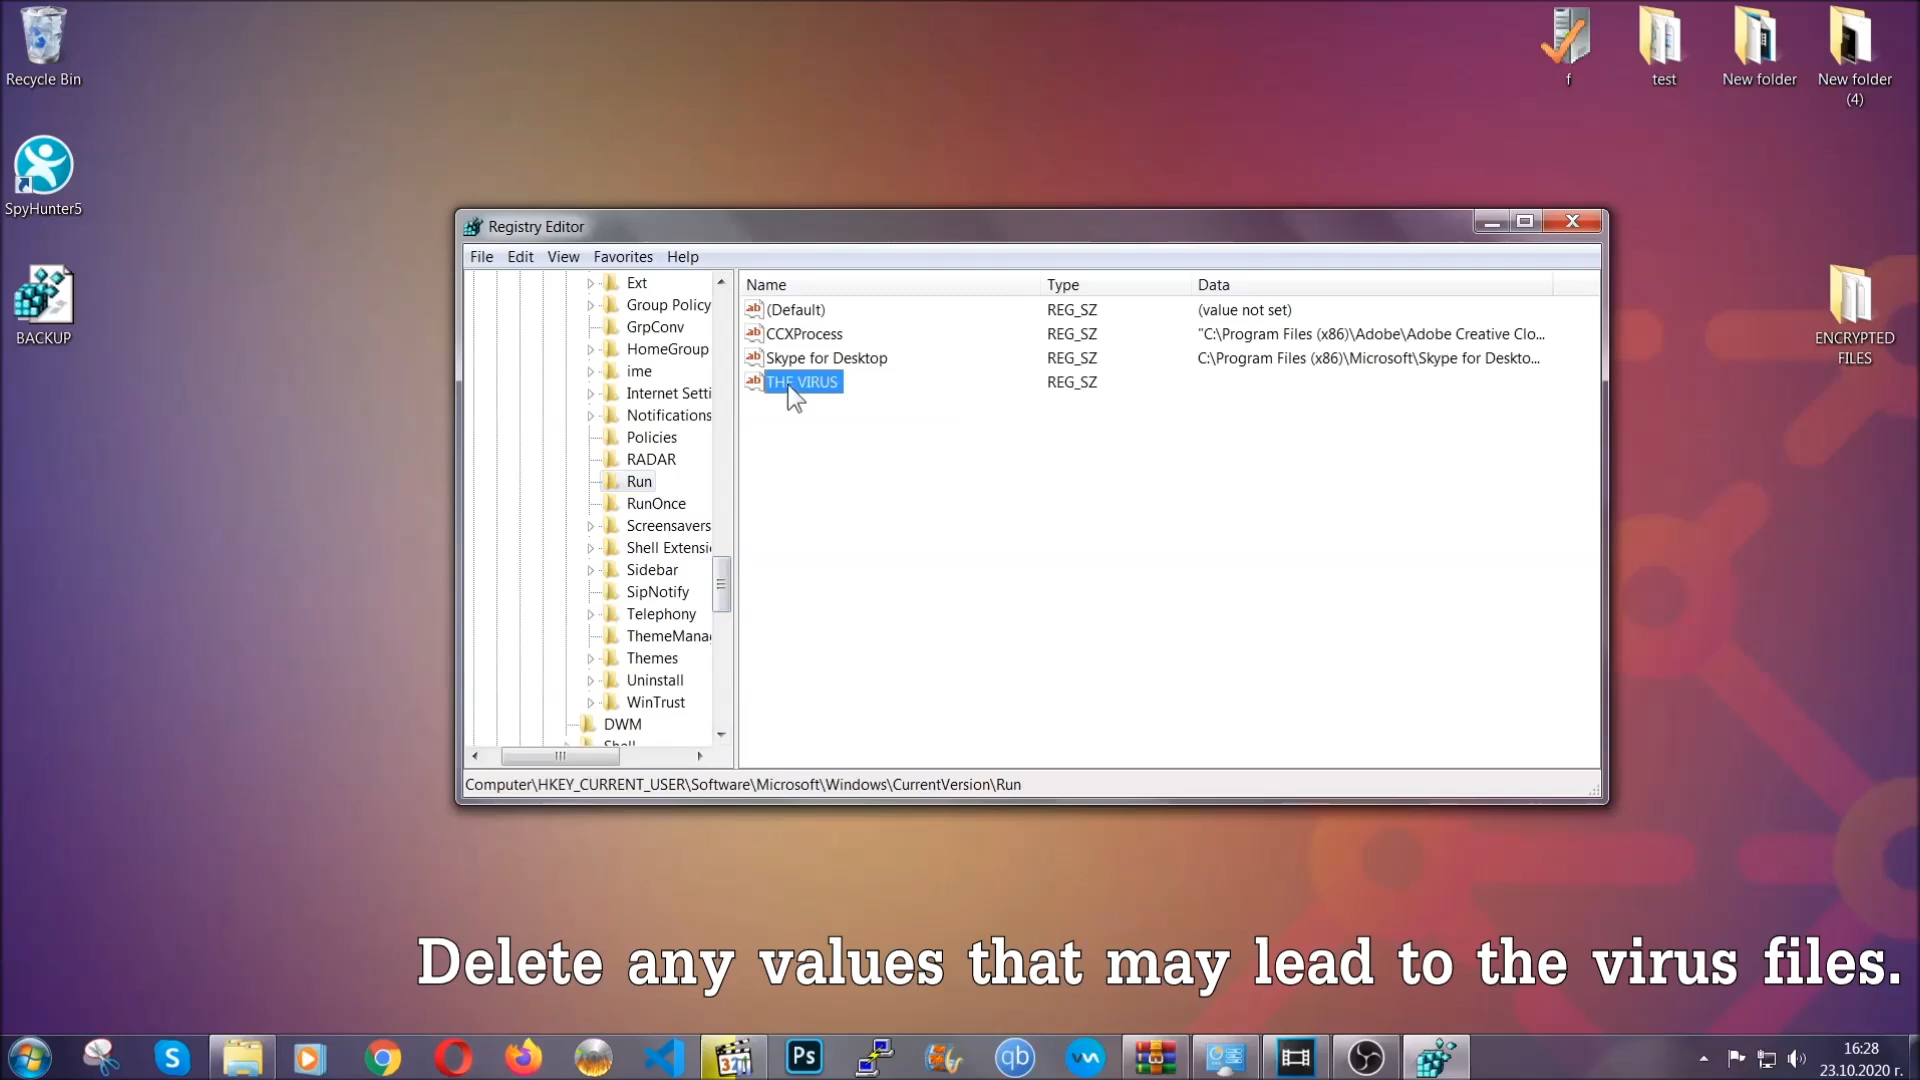 Recycle Bin
SpyHunter5
BACKUP
f
test
New folder
New folder
(4)
ENCRYPTED
FILES
Registry Editor
File Edit View Favorites Help
Ext
Group Policy
GrpConv
HomeGroup
ime
Internet Setti
Notifications
Policies
RADAR
Run
RunOnce
Screensavers
Shell Extensi
Sidebar
SipNotify
Telephony
ThemeMana
Themes
Uninstall
WinTrust
DWM
Shell
Name Type Data
(Default) REG_SZ (value not set)
CCXProcess REG_SZ "C:\Program Files (x86)\Adobe\Adobe Creative Clo...
Skype for Desktop REG_SZ C:\Program Files (x86)\Microsoft\Skype for Deskto...
THE VIRUS REG_SZ
Computer\HKEY_CURRENT_USER\Software\Microsoft\Windows\CurrentVersion\Run
Delete any values that may lead to the virus files.
S
321
Ps
qb
16:28
23.10.2020 г.